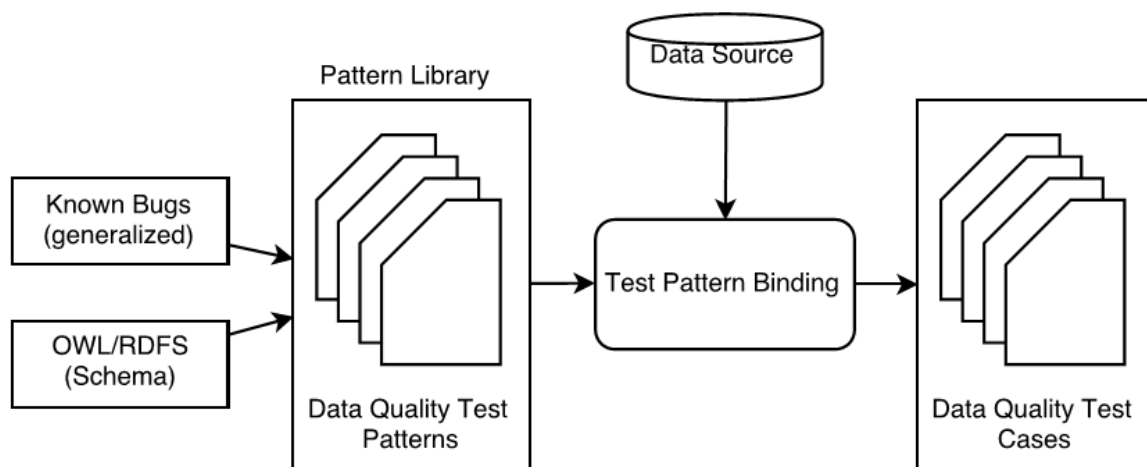 Data Source
Pattern Library
Known Bugs
(generalized)
OWL/RDFS
(Schema)
Data Quality Test
Patterns
Test Pattern Binding
Data Quality Test
Cases